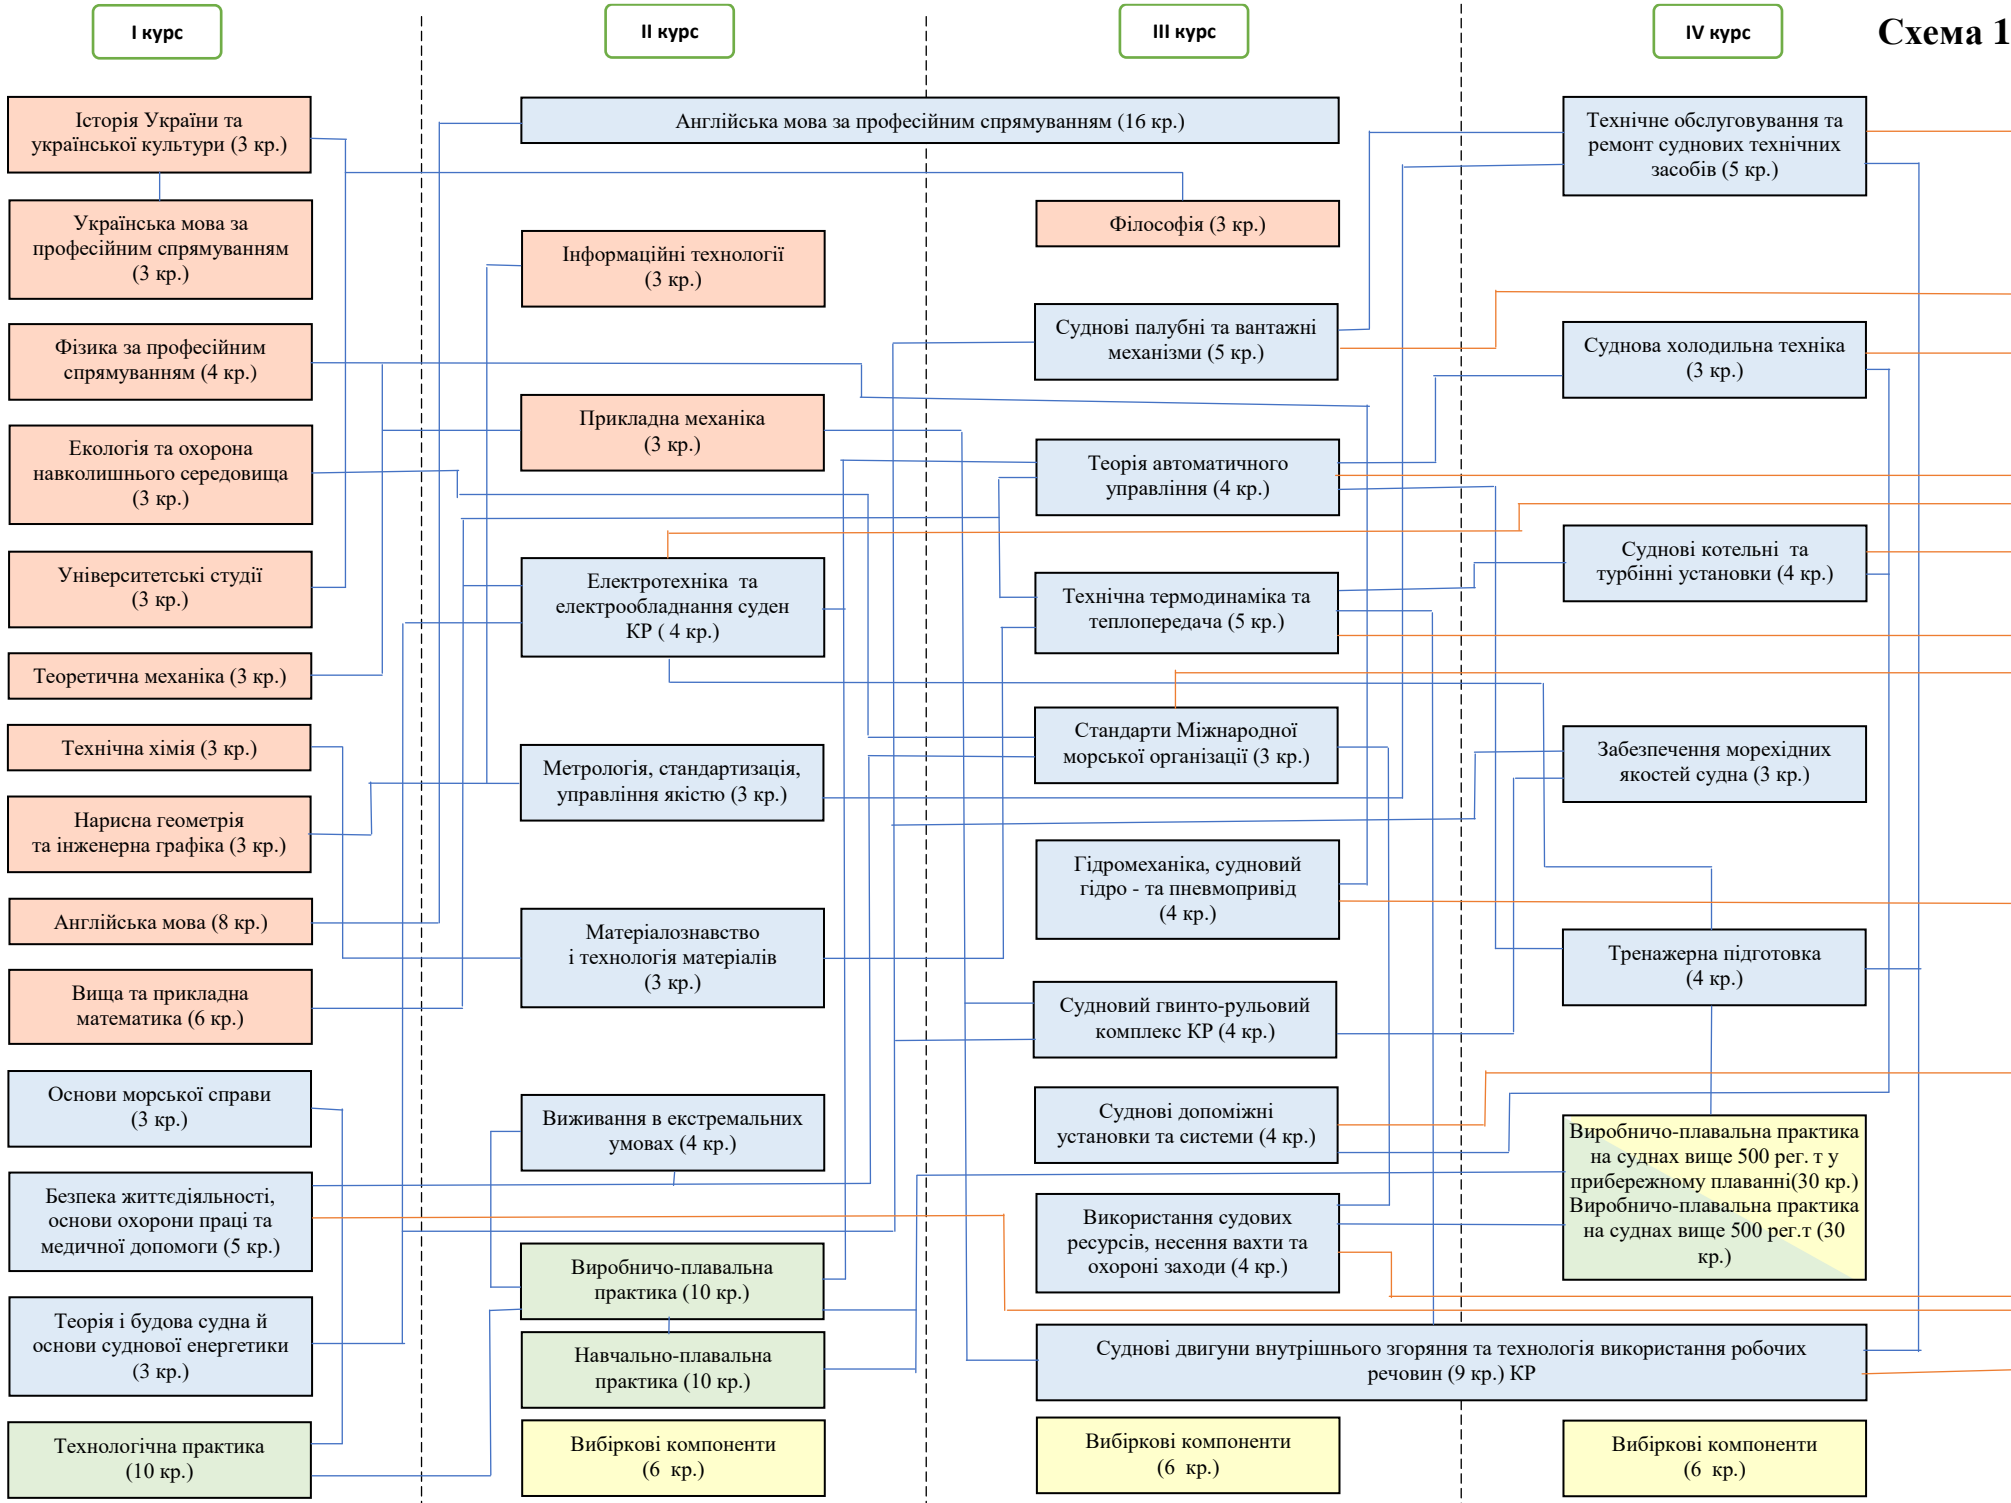 І курс
ІІ курс
ІІІ курс
IV курс
Схема 1
Історія України та
української культури (3 кр.)
Українська мова за
професійним спрямуванням
(3 кр.)
Фізика за професійним
спрямуванням (4 кр.)
Екологія та охорона
навколишнього середовища
(3 кр.)
Університетські студії
(3 кр.)
Теоретична механіка (3 кр.)
Технічна хімія (3 кр.)
Нарисна геометрія
та інженерна графіка (3 кр.)
Англійська мова (8 кр.)
Вища та прикладна
математика (6 кр.)
Основи морської справи
(3 кр.)
Безпека життєдіяльності,
основи охорони праці та
медичної допомоги (5 кр.)
Теорія і будова судна й
основи суднової енергетики
(3 кр.)
Технологічна практика
(10 кр.)
Англійська мова за професійним спрямуванням (16 кр.)
Інформаційні технології
(3 кр.)
Прикладна механіка
(3 кр.)
Електротехніка та
електрообладнання суден
КР ( 4 кр.)
Метрологія, стандартизація,
управління якістю (3 кр.)
Матеріалознавство
і технологія матеріалів
(3 кр.)
Виживання в екстремальних
умовах (4 кр.)
Виробничо-плавальна
практика (10 кр.)
Навчально-плавальна
практика (10 кр.)
Вибіркові компоненти
(6 кр.)
Філософія (3 кр.)
Суднові палубні та вантажні
механізми (5 кр.)
Теорія автоматичного
управління (4 кр.)
Технічна термодинаміка та
теплопередача (5 кр.)
Стандарти Міжнародної
морської організації (3 кр.)
Гідромеханіка, судновий
гідро - та пневмопривід
(4 кр.)
Судновий гвинто-рульовий
комплекс КР (4 кр.)
Суднові допоміжні
установки та системи (4 кр.)
Використання судових
ресурсів, несення вахти та
охороні заходи (4 кр.)
Суднові двигуни внутрішнього згоряння та технологія використання робочих
речовин (9 кр.) КР
Вибіркові компоненти
(6 кр.)
Технічне обслуговування та
ремонт суднових технічних
засобів (5 кр.)
Суднова холодильна техніка
(3 кр.)
Суднові котельні та
турбінні установки (4 кр.)
Забезпечення морехідних
якостей судна (3 кр.)
Тренажерна підготовка
(4 кр.)
Виробничо-плавальна практика
на суднах вище 500 рег. т у
прибережному плаванні(30 кр.)
Виробничо-плавальна практика
на суднах вище 500 рег.т (30
кр.)
Вибіркові компоненти
(6 кр.)